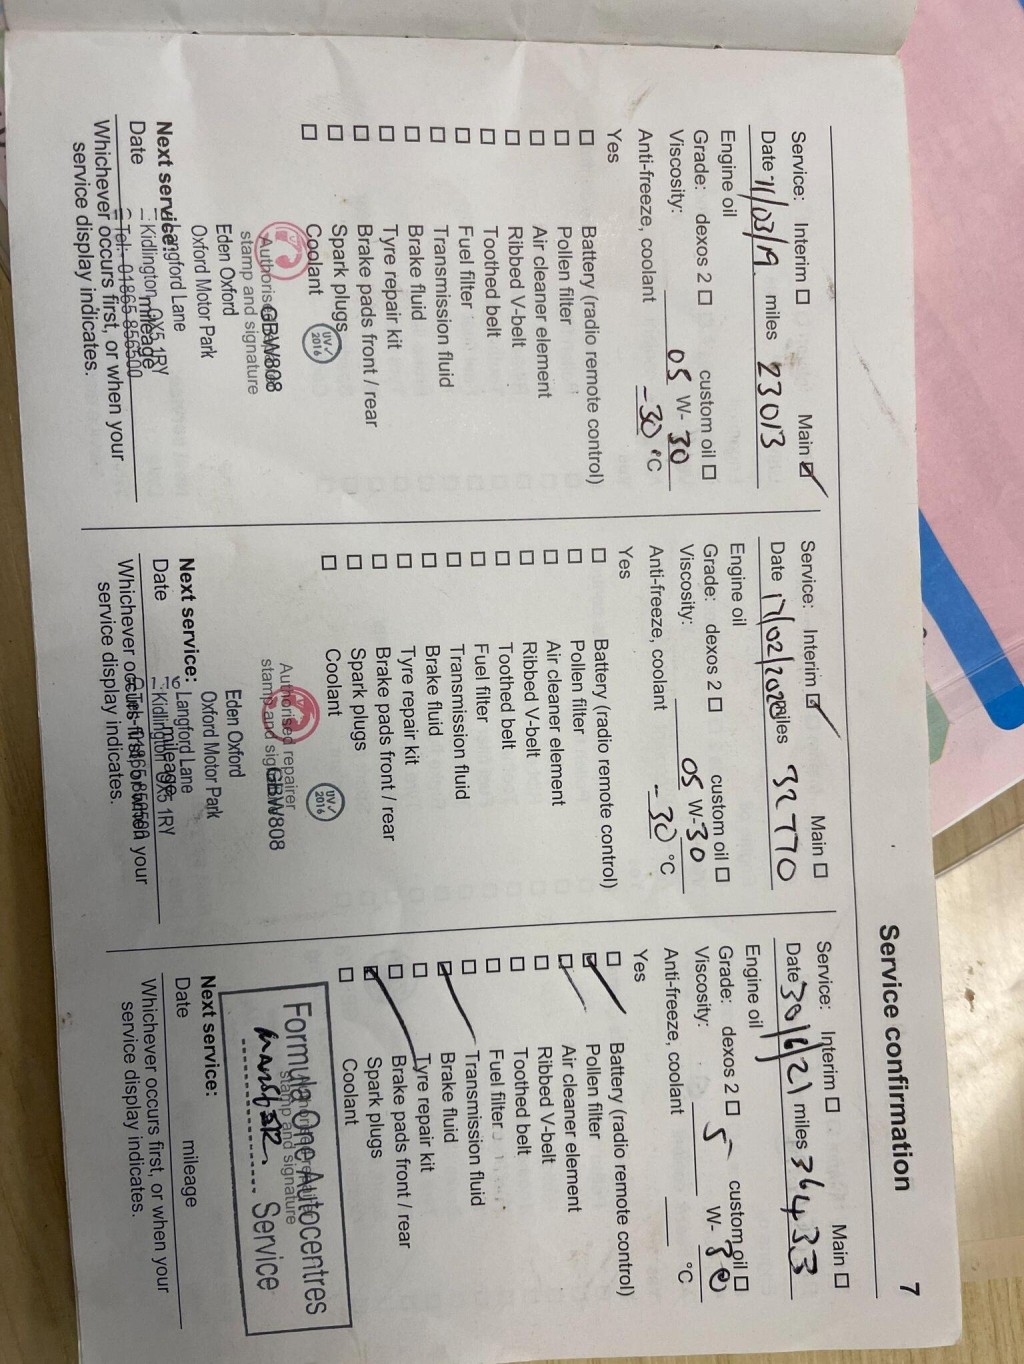 Service confirmation
7
Service: Interim ☐ Main ☑
Date 11/03/19 miles 23013
Engine oil
Grade: dexos 2 ☐ custom oil ☐
Viscosity: 05 W- 30
Anti-freeze, coolant -30 °C
Yes
☐ Battery (radio remote control)
☐ Pollen filter
☐ Air cleaner element
☐ Ribbed V-belt
☐ Toothed belt
☐ Fuel filter
☐ Transmission fluid
☐ Brake fluid
☐ Tyre repair kit
☐ Brake pads front / rear
☐ Spark plugs
☐ Coolant
UV✓ 2016
GBW808
stamp and signature
Eden Oxford
Oxford Motor Park
Langford Lane
Kidlington OX5 1RY
Tel: 01865 856500
Next service:
Date mileage
Whichever occurs first, or when your
service display indicates.
Service: Interim ☑ Main ☐
Date 17/02/2020 miles 32770
Engine oil
Grade: dexos 2 ☐ custom oil ☐
Viscosity: 05 W- 30
Anti-freeze, coolant -30 °C
Yes
☐ Battery (radio remote control)
☐ Pollen filter
☐ Air cleaner element
☐ Ribbed V-belt
☐ Toothed belt
☐ Fuel filter
☐ Transmission fluid
☐ Brake fluid
☐ Tyre repair kit
☐ Brake pads front / rear
☐ Spark plugs
☐ Coolant
UV✓ 2016
Authorised repairer
stamp and signature
GBW808
Eden Oxford
Oxford Motor Park
Langford Lane
Kidlington OX5 1RY
Next service:
Date mileage
Whichever occurs first, or when your
service display indicates.
Service: Interim ☐ Main ☐
Date 30/6/21 miles 36433
Engine oil
Grade: dexos 2 ☐ custom oil ☐
Viscosity: 5 W- 30
Anti-freeze, coolant °C
Yes
☐ Battery (radio remote control)
☑ Pollen filter
☑ Air cleaner element
☐ Ribbed V-belt
☐ Toothed belt
☐ Fuel filter
☐ Transmission fluid
☑ Brake fluid
☐ Tyre repair kit
☐ Brake pads front / rear
☑ Spark plugs
☐ Coolant
Formula One Autocentres
stamp and signature
Service
Next service:
Date mileage
Whichever occurs first, or when your
service display indicates.